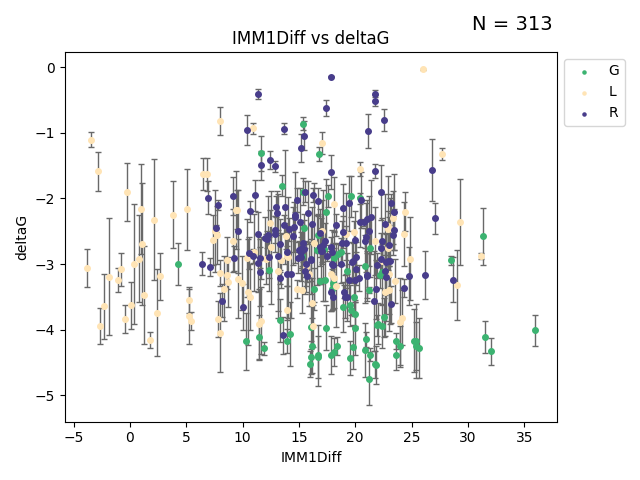 N = 313
IMM1Diff vs deltaG
G
L
R
0
−1
−2
−3
−4
−5
deltaG
−5 0 5 10 15 20 25 30 35
IMM1Diff